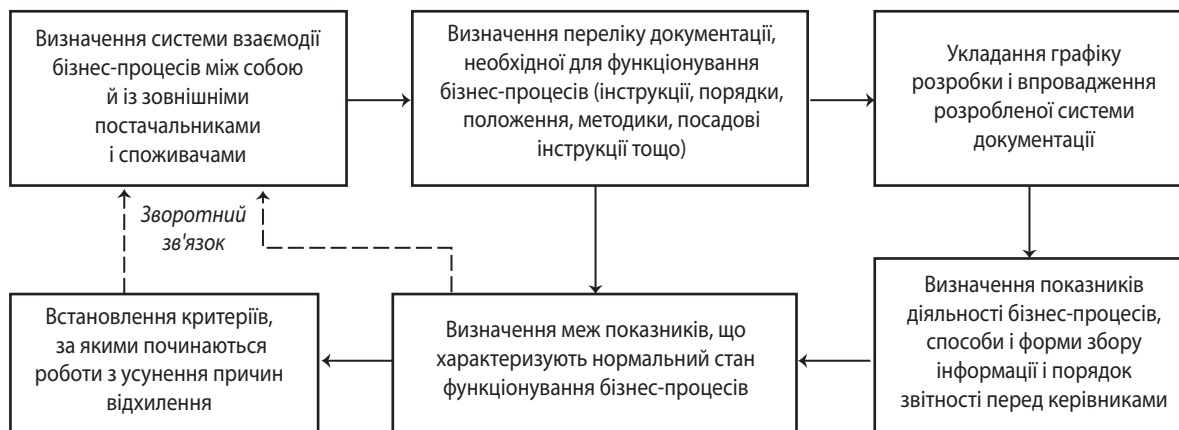 Визначення системи взаємодії
бізнес-процесів між собою
й із зовнішніми
постачальниками
і споживачами
Визначення переліку документації,
необхідної для функціонування
бізнес-процесів (інструкції, порядки,
положення, методики, посадові
інструкції тощо)
Укладання графіку
розробки і впровадження
розробленої системи
документації
Зворотний
зв'язок
Встановлення критеріїв,
за якими починаються
роботи з усунення причин
відхилення
Визначення меж показників, що
характеризують нормальний стан
функціонування бізнес-процесів
Визначення показників
діяльності бізнес-процесів,
способи і форми збору
інформації і порядок
звітності перед керівниками